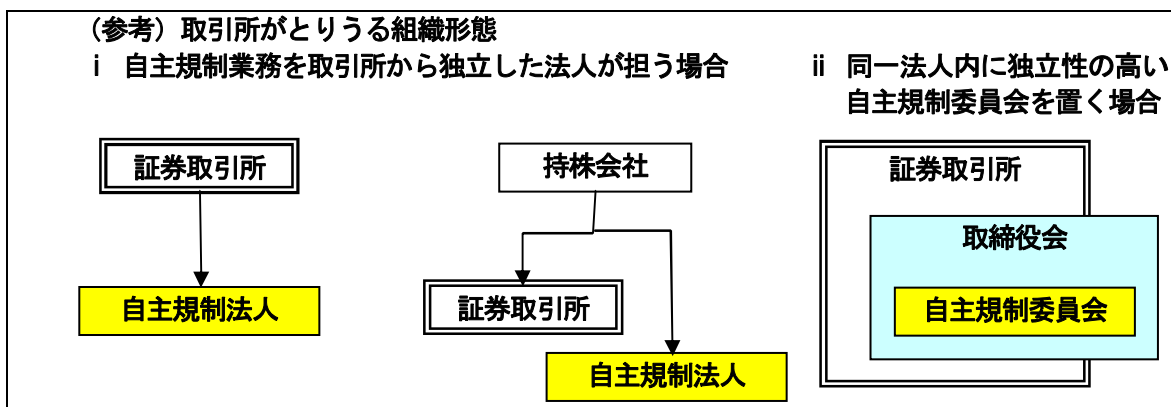 （参考）取引所がとりうる組織形態
ⅰ 自主規制業務を取引所から独立した法人が担う場合
ⅱ 同一法人内に独立性の高い
自主規制委員会を置く場合
証券取引所
自主規制法人
持株会社
証券取引所
自主規制法人
証券取引所
取締役会
自主規制委員会